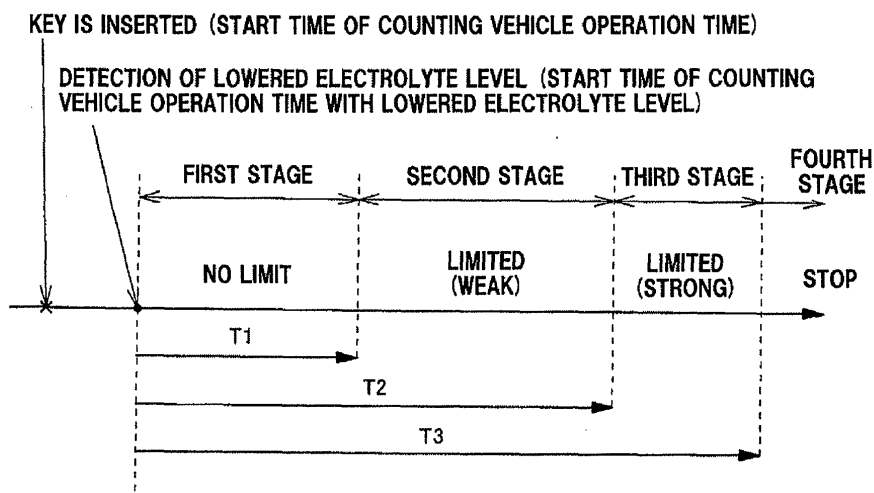 KEY IS INSERTED (START TIME OF COUNTING VEHICLE OPERATION TIME)
DETECTION OF LOWERED ELECTROLYTE LEVEL (START TIME OF COUNTING
VEHICLE OPERATION TIME WITH LOWERED ELECTROLYTE LEVEL)
FIRST STAGE
SECOND STAGE
THIRD STAGE
FOURTH
STAGE
NO LIMIT
LIMITED
(WEAK)
LIMITED
(STRONG)
STOP
T1
T2
T3